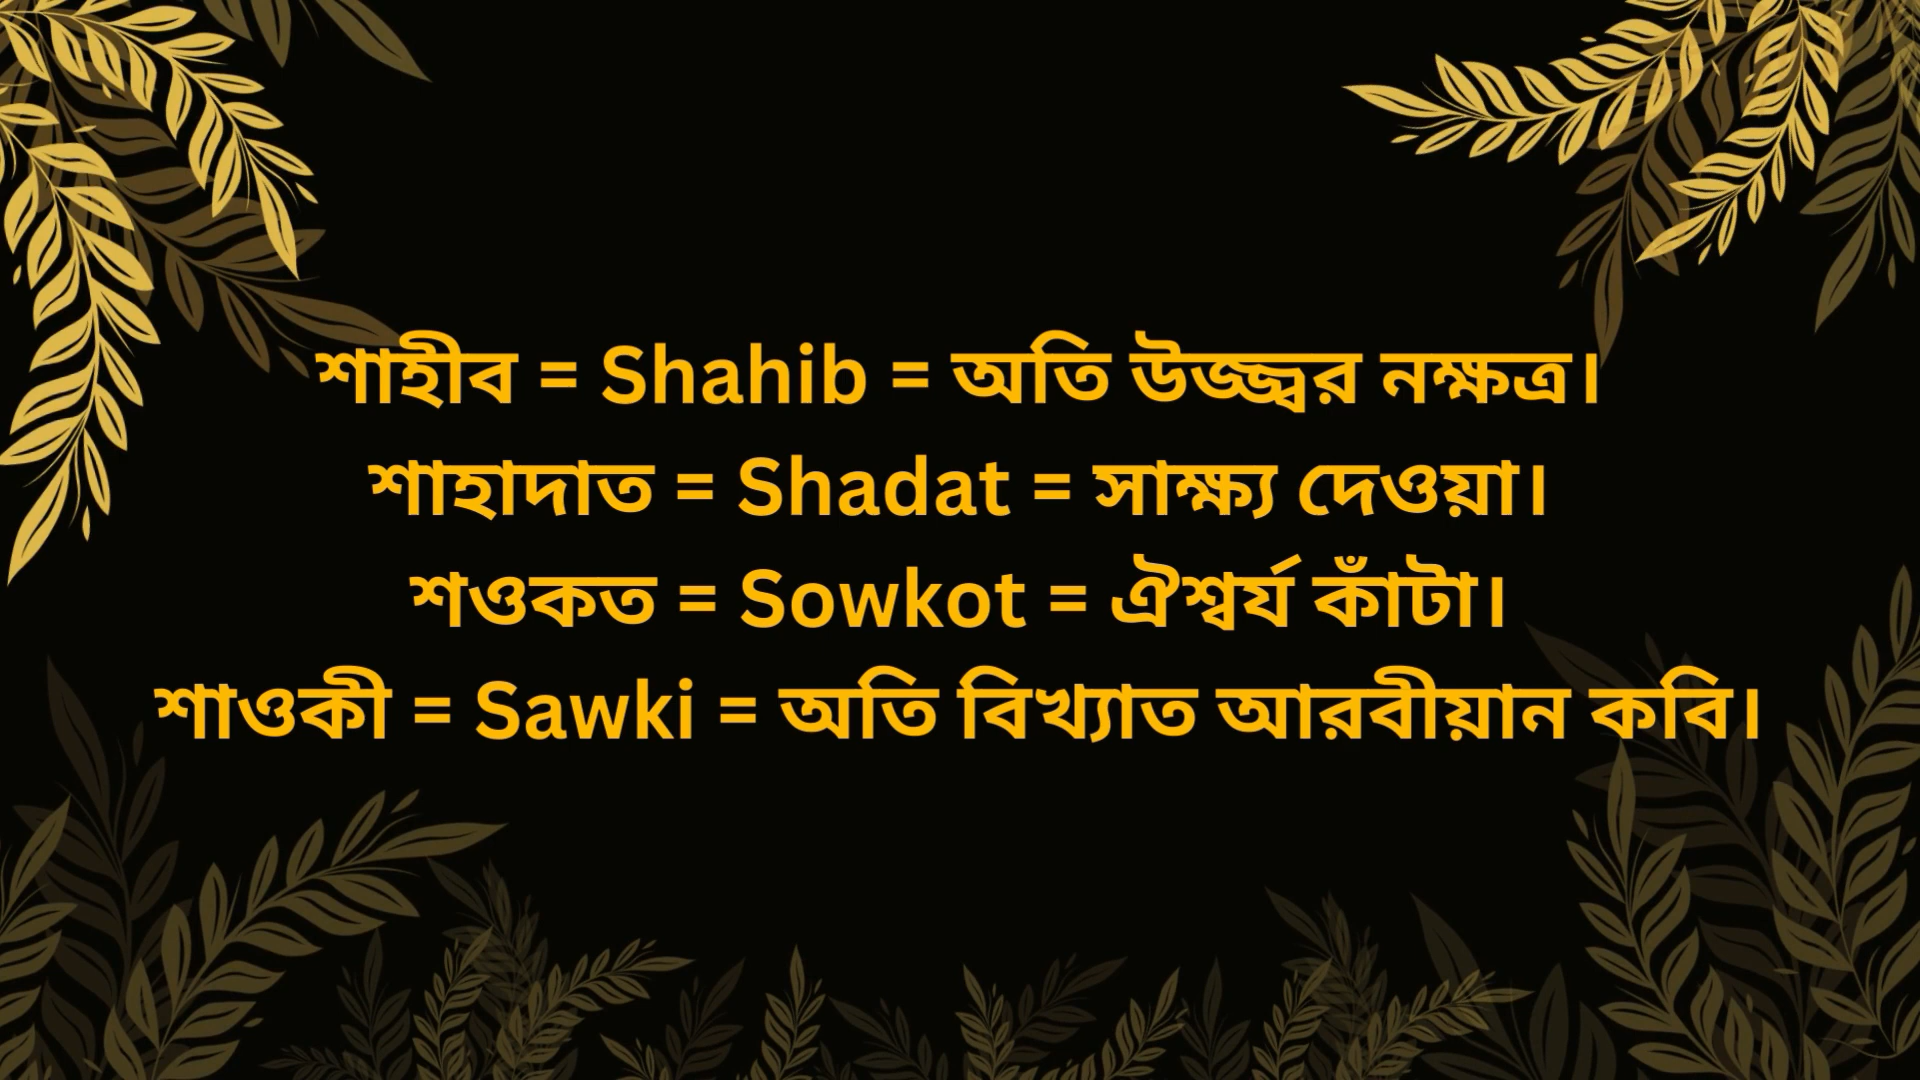 শাহীব = Shahib = অতি উজ্জ্বর নক্ষত্র।
শাহাদাত = Shadat = সাক্ষ্য দেওয়া।
শওকত = Sowkot = ঐশ্বর্য কাঁটা।
শাওকী = Sawki = অতি বিখ্যাত আরবীয়ান কবি।